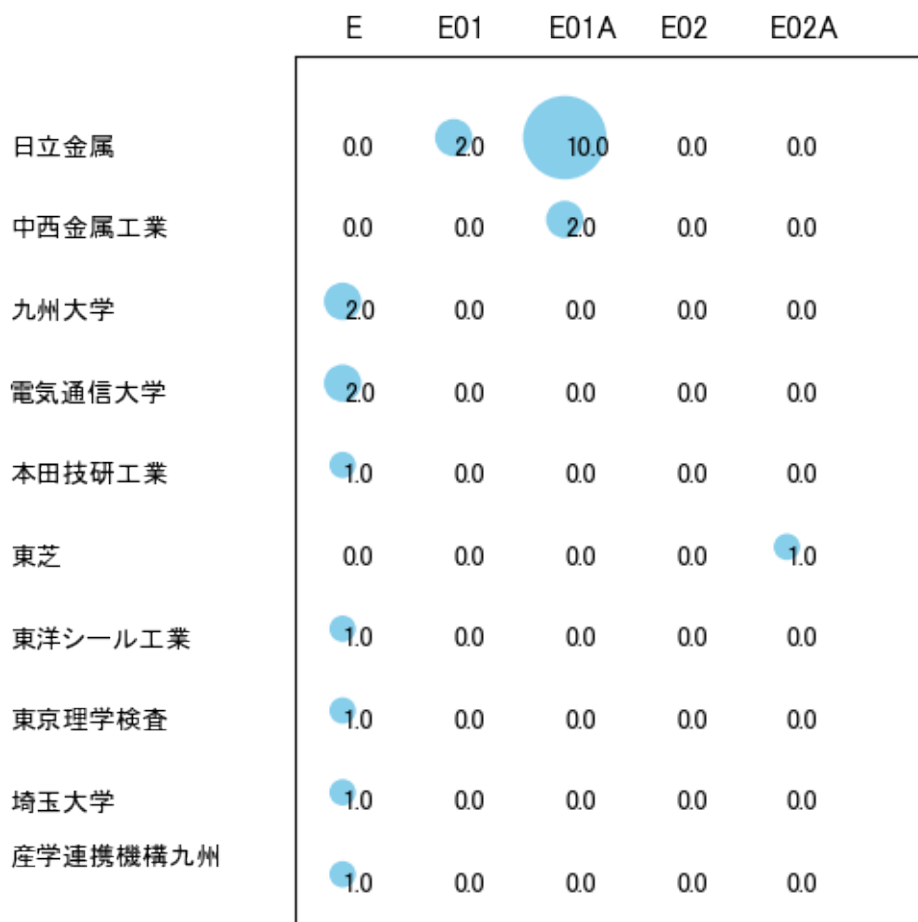 E E01 E01A E02 E02A
日立金属 0.0 2.0 10.0 0.0 0.0
中西金属工業 0.0 0.0 2.0 0.0 0.0
九州大学 2.0 0.0 0.0 0.0 0.0
電気通信大学 2.0 0.0 0.0 0.0 0.0
本田技研工業 1.0 0.0 0.0 0.0 0.0
東芝 0.0 0.0 0.0 0.0 1.0
東洋シール工業 1.0 0.0 0.0 0.0 0.0
東京理学検査 1.0 0.0 0.0 0.0 0.0
埼玉大学 1.0 0.0 0.0 0.0 0.0
産学連携機構九州 1.0 0.0 0.0 0.0 0.0